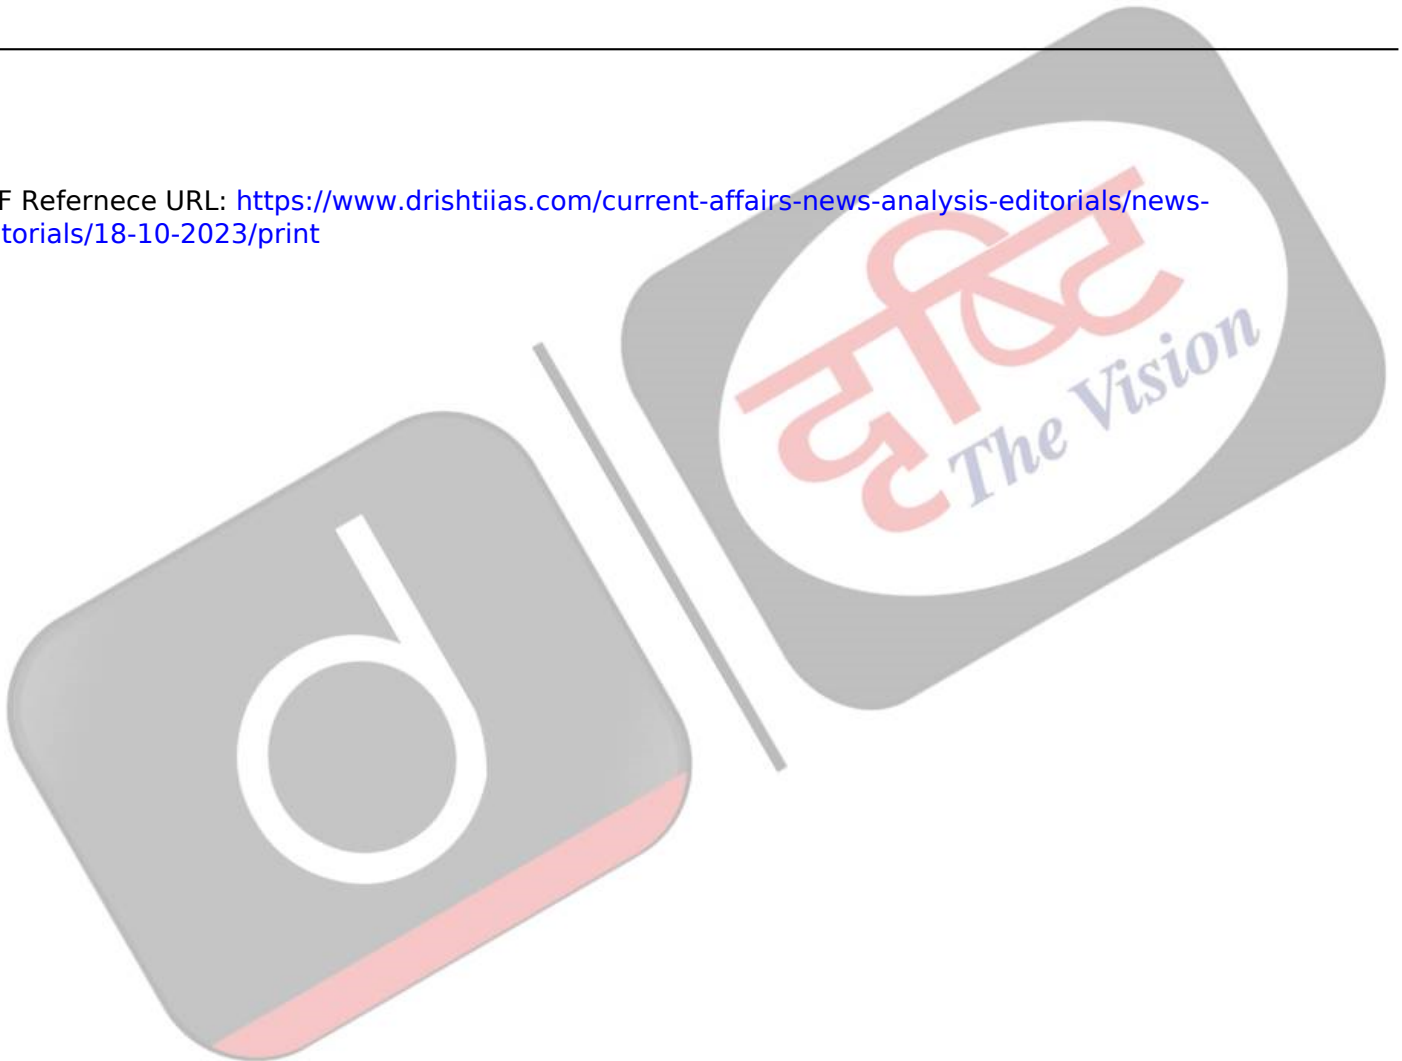 F Refernece URL: https://www.drishtiias.com/current-affairs-news-analysis-editorials/news-
torials/18-10-2023/print
दृष्टि
The Vision
d